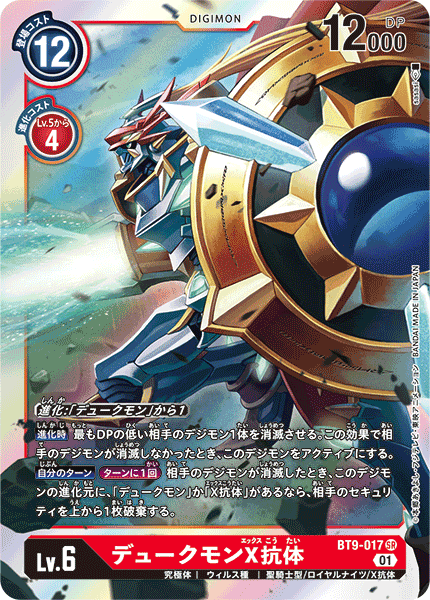 登場コスト
12
DIGIMON
DP
12000
進化コスト
Lv.5から
4
進化:「デュークモン」から1
進化時 最もDPの低い相手のデジモン1体を消滅させる。この効果で相
手のデジモンが消滅しなかったとき、このデジモンをアクティブにする。
自分のターン ターンに1回 相手のデジモンが消滅したとき、このデジモ
ンの進化元に、「デュークモン」か「X抗体」があるなら、相手のセキュリ
ティを上から1枚破棄する。
BANDAI MADE IN JAPAN
Lv.6
デュークモンX抗体
エックス こう たい
BT9-017 SR
01
究極体 | ウィルス種 | 聖騎士型/ロイヤルナイツ/X抗体